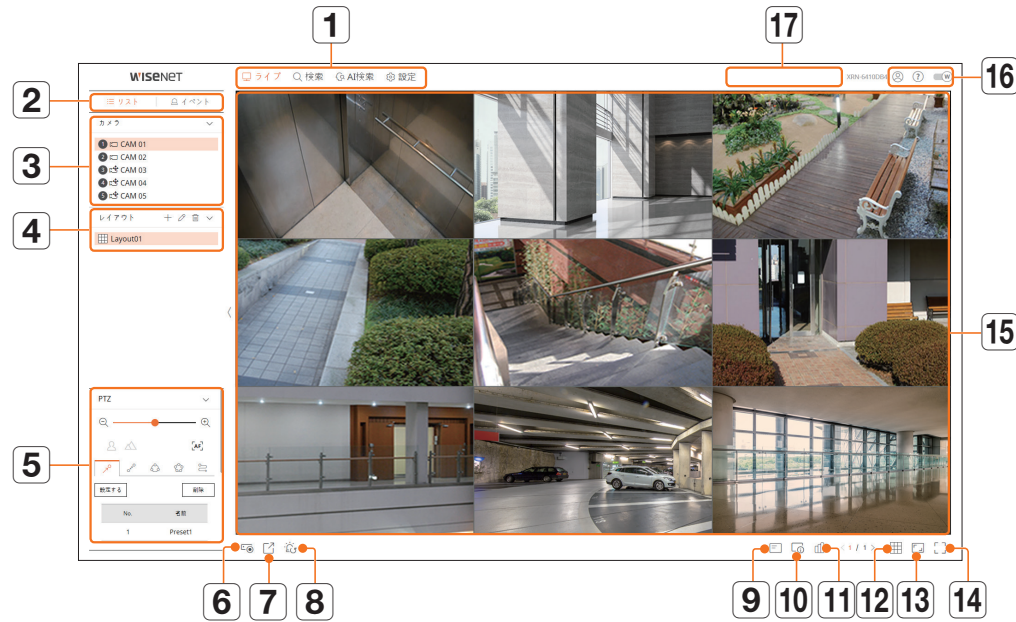 1
17
WISENET
ライブ 検索 AI検索 設定
XRN-6410DB4
W
16
2
リスト イベント
3
カメラ
1 CAM 01
2 CAM 02
3 CAM 03
4 CAM 04
5 CAM 05
4
レイアウト
Layout01
15
5
PTZ
AF
設定する 削除
No. 名前
1 Preset1
1 / 1
6 7 8 9 10 11 12 13 14